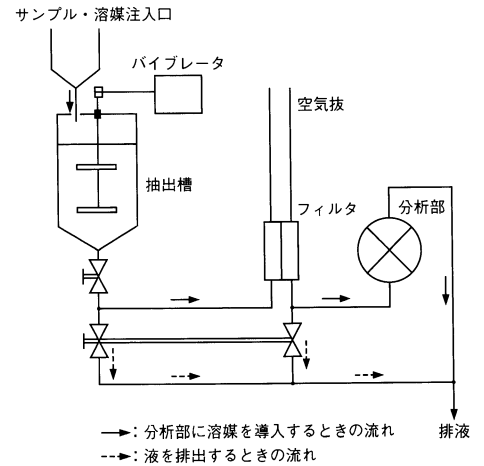 サンプル・溶媒注入口
バイブレータ
空気抜
抽出槽
フィルタ
分析部
排液
：分析部に溶媒を導入するときの流れ
：液を排出するときの流れ